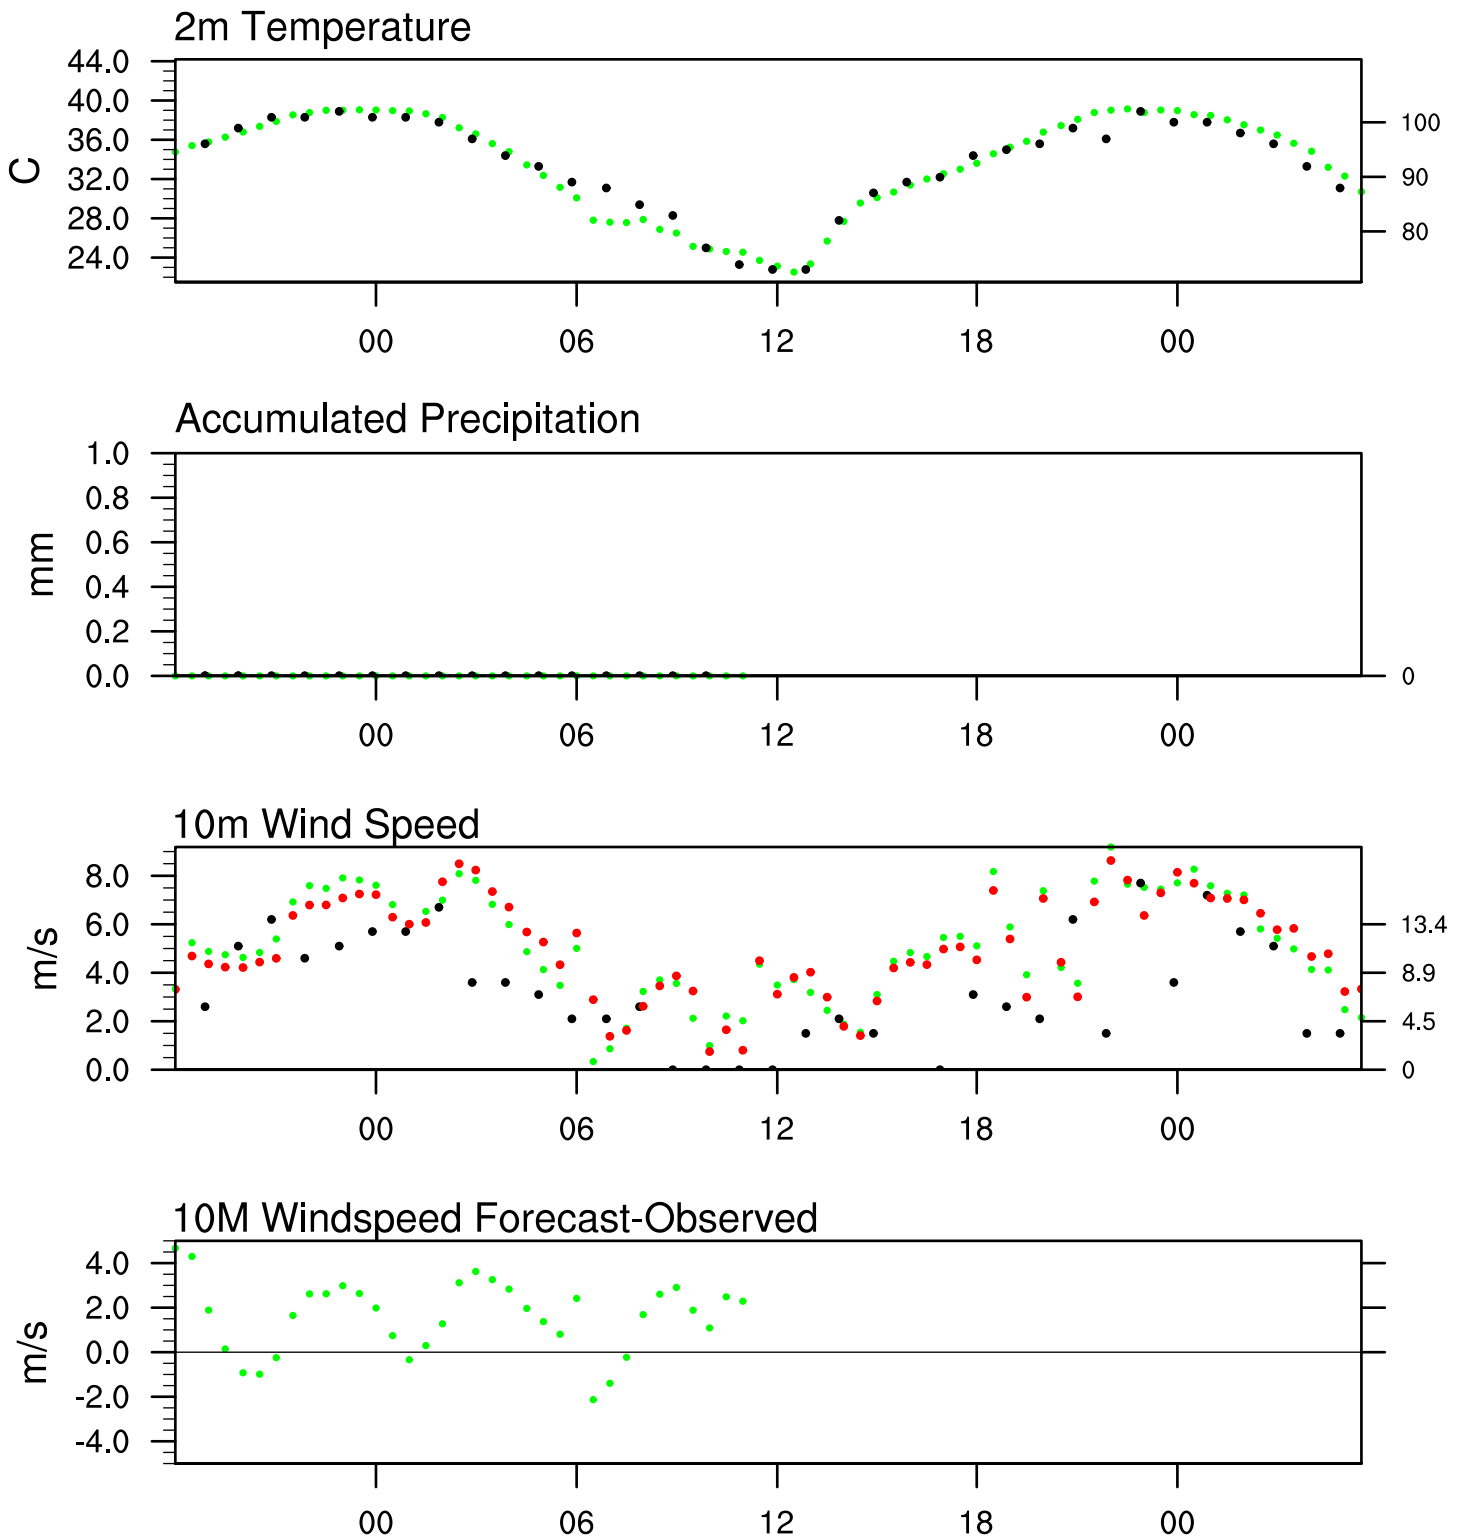 2m Temperature
44.0
40.0
36.0
32.0
28.0
24.0
C
100
90
80
00 06 12 18 00
Accumulated Precipitation
1.0
0.8
0.6
0.4
0.2
0.0
mm
0
00 06 12 18 00
10m Wind Speed
8.0
6.0
4.0
2.0
0.0
m/s
13.4
8.9
4.5
0
00 06 12 18 00
10M Windspeed Forecast-Observed
4.0
2.0
0.0
-2.0
-4.0
m/s
00 06 12 18 00